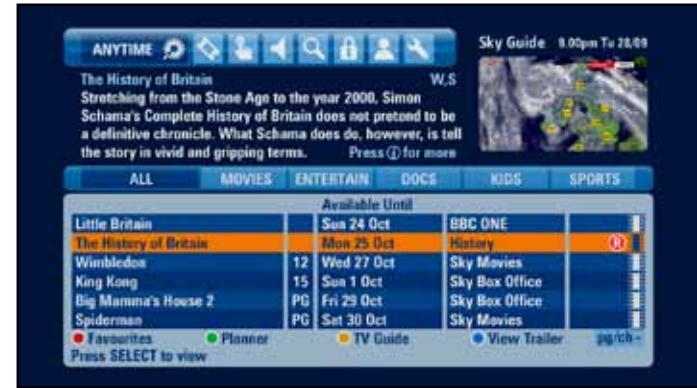 ANYTIME
Sky Guide 8.00pm Tu 28/09
The History of Britain W,S
Stretching from the Stone Age to the year 2000, Simon
Schama's Complete History of Britain does not pretend to be
a definitive chronicle. What Schama does do, however, is tell
the story in vivid and gripping terms. Press i for more
ALL MOVIES ENTERTAIN DOCS KIDS SPORTS
Available Until
Little Britain Sun 24 Oct BBC ONE
The History of Britain Mon 25 Oct History R
Wimbledon 12 Wed 27 Oct Sky Movies
King Kong 15 Sun 1 Oct Sky Box Office
Big Mamma's House 2 PG Fri 29 Oct Sky Box Office
Spiderman PG Sat 30 Oct Sky Movies
Favourites Planner TV Guide View Trailer pg/ch -
Press SELECT to view